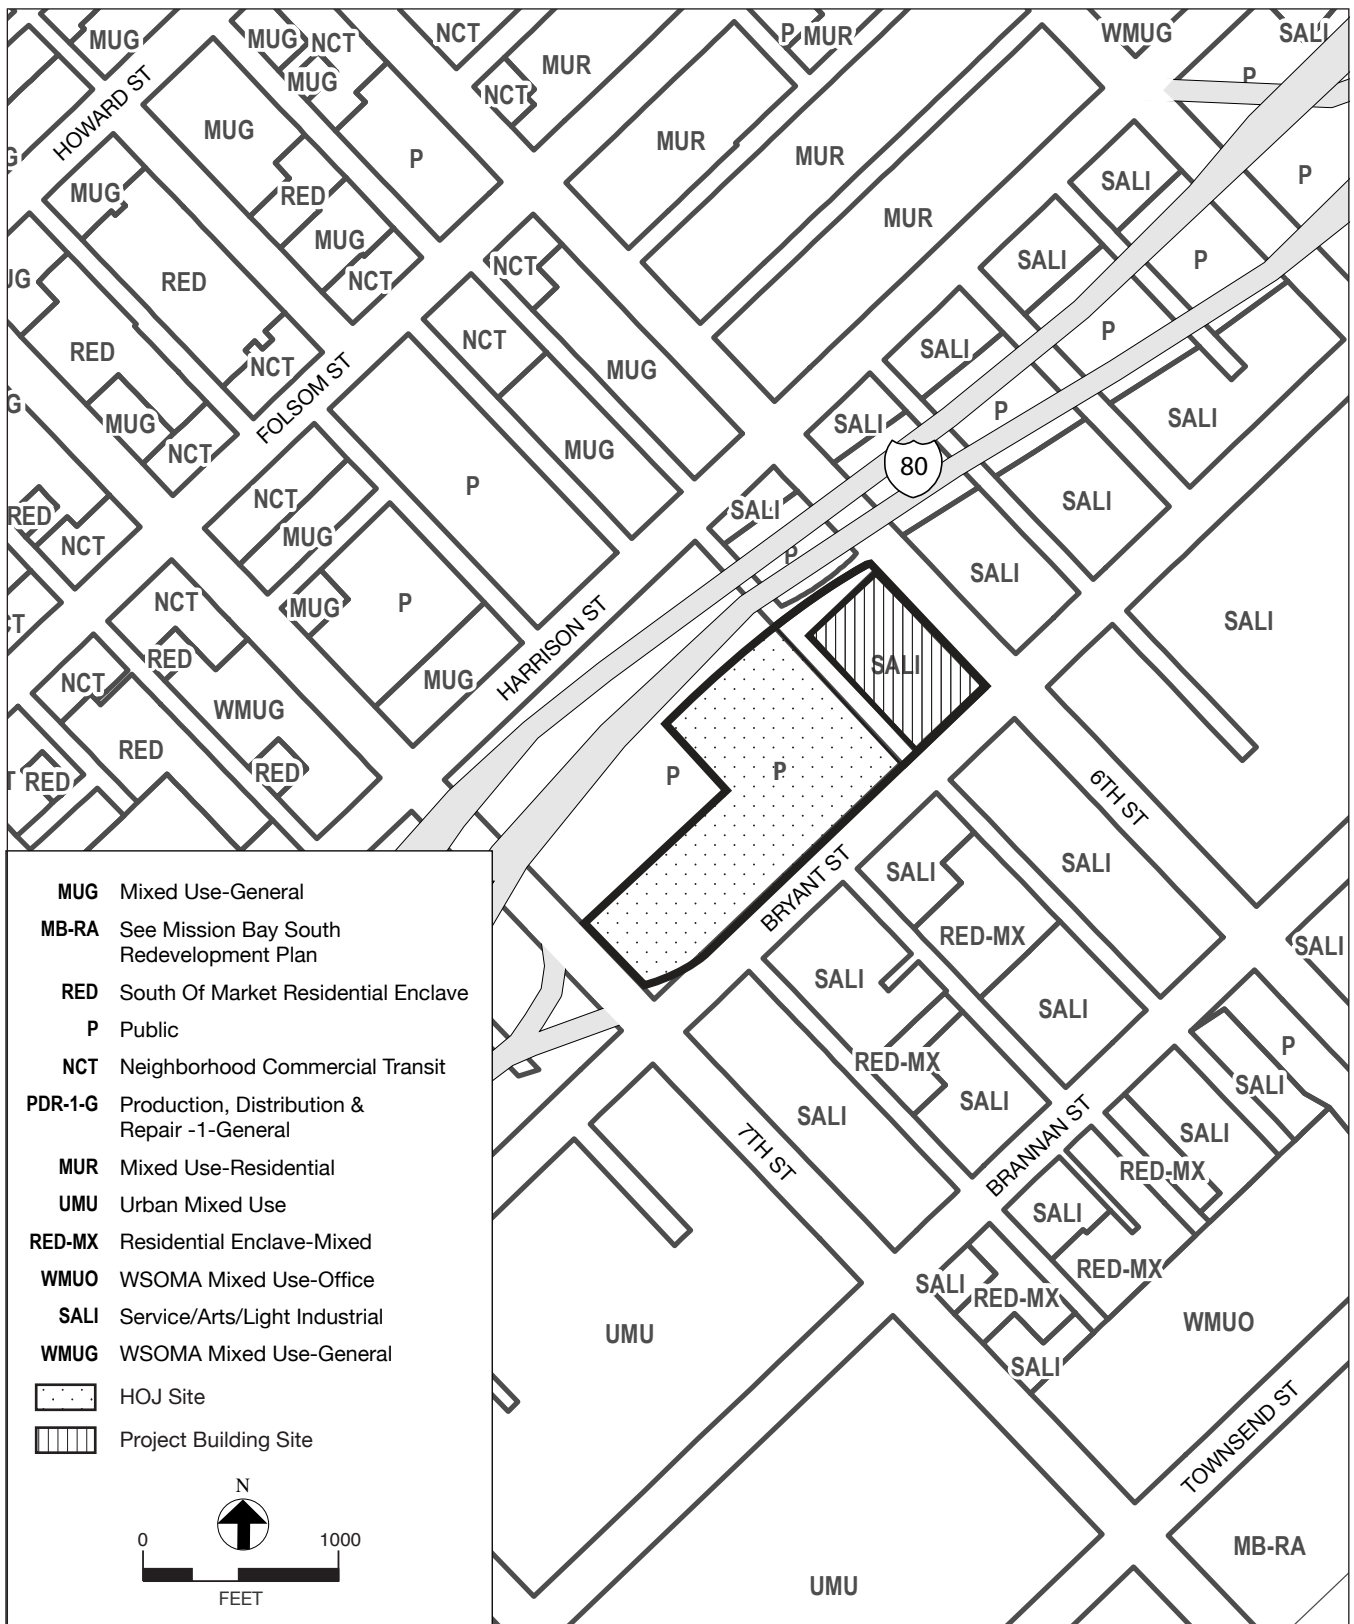 MUG
MUG
NCT
NCT
P
MUR
WMUG
SALI
HOWARD ST
MUG
MUR
NCT
P
MUG
P
MUR
MUR
SALI
P
MUG
RED
MUG
NCT
MUR
SALI
P
UG
RED
NCT
NCT
MUG
SALI
P
RED
NCT
FOLSOM ST
MUG
SALI
P
SALI
G
MUG
NCT
MUG
P
80
SALI
RED
NCT
NCT
MUG
P
SALI
P
SALI
SALI
CT
NCT
MUG
P
HARRISON ST
SALI
SALI
NCT
RED
MUG
WMUG
RED
RED
RED
P
P
6TH ST
SALI
BRYANT ST
SALI
RED-MX
SALI
SALI
SALI
RED-MX
SALI
SALI
SALI
P
SALI
SALI
RED-MX
7TH ST
BRANNAN ST
SALI
RED-MX
SALI
RED-MX
SALI
WMUO
UMU
UMU
TOWNSEND ST
MB-RA
MUG Mixed Use-General
MB-RA See Mission Bay South
Redevelopment Plan
RED South Of Market Residential Enclave
P Public
NCT Neighborhood Commercial Transit
PDR-1-G Production, Distribution &
Repair -1-General
MUR Mixed Use-Residential
UMU Urban Mixed Use
RED-MX Residential Enclave-Mixed
WMUO WSOMA Mixed Use-Office
SALI Service/Arts/Light Industrial
WMUG WSOMA Mixed Use-General
HOJ Site
Project Building Site
N
0 1000
FEET